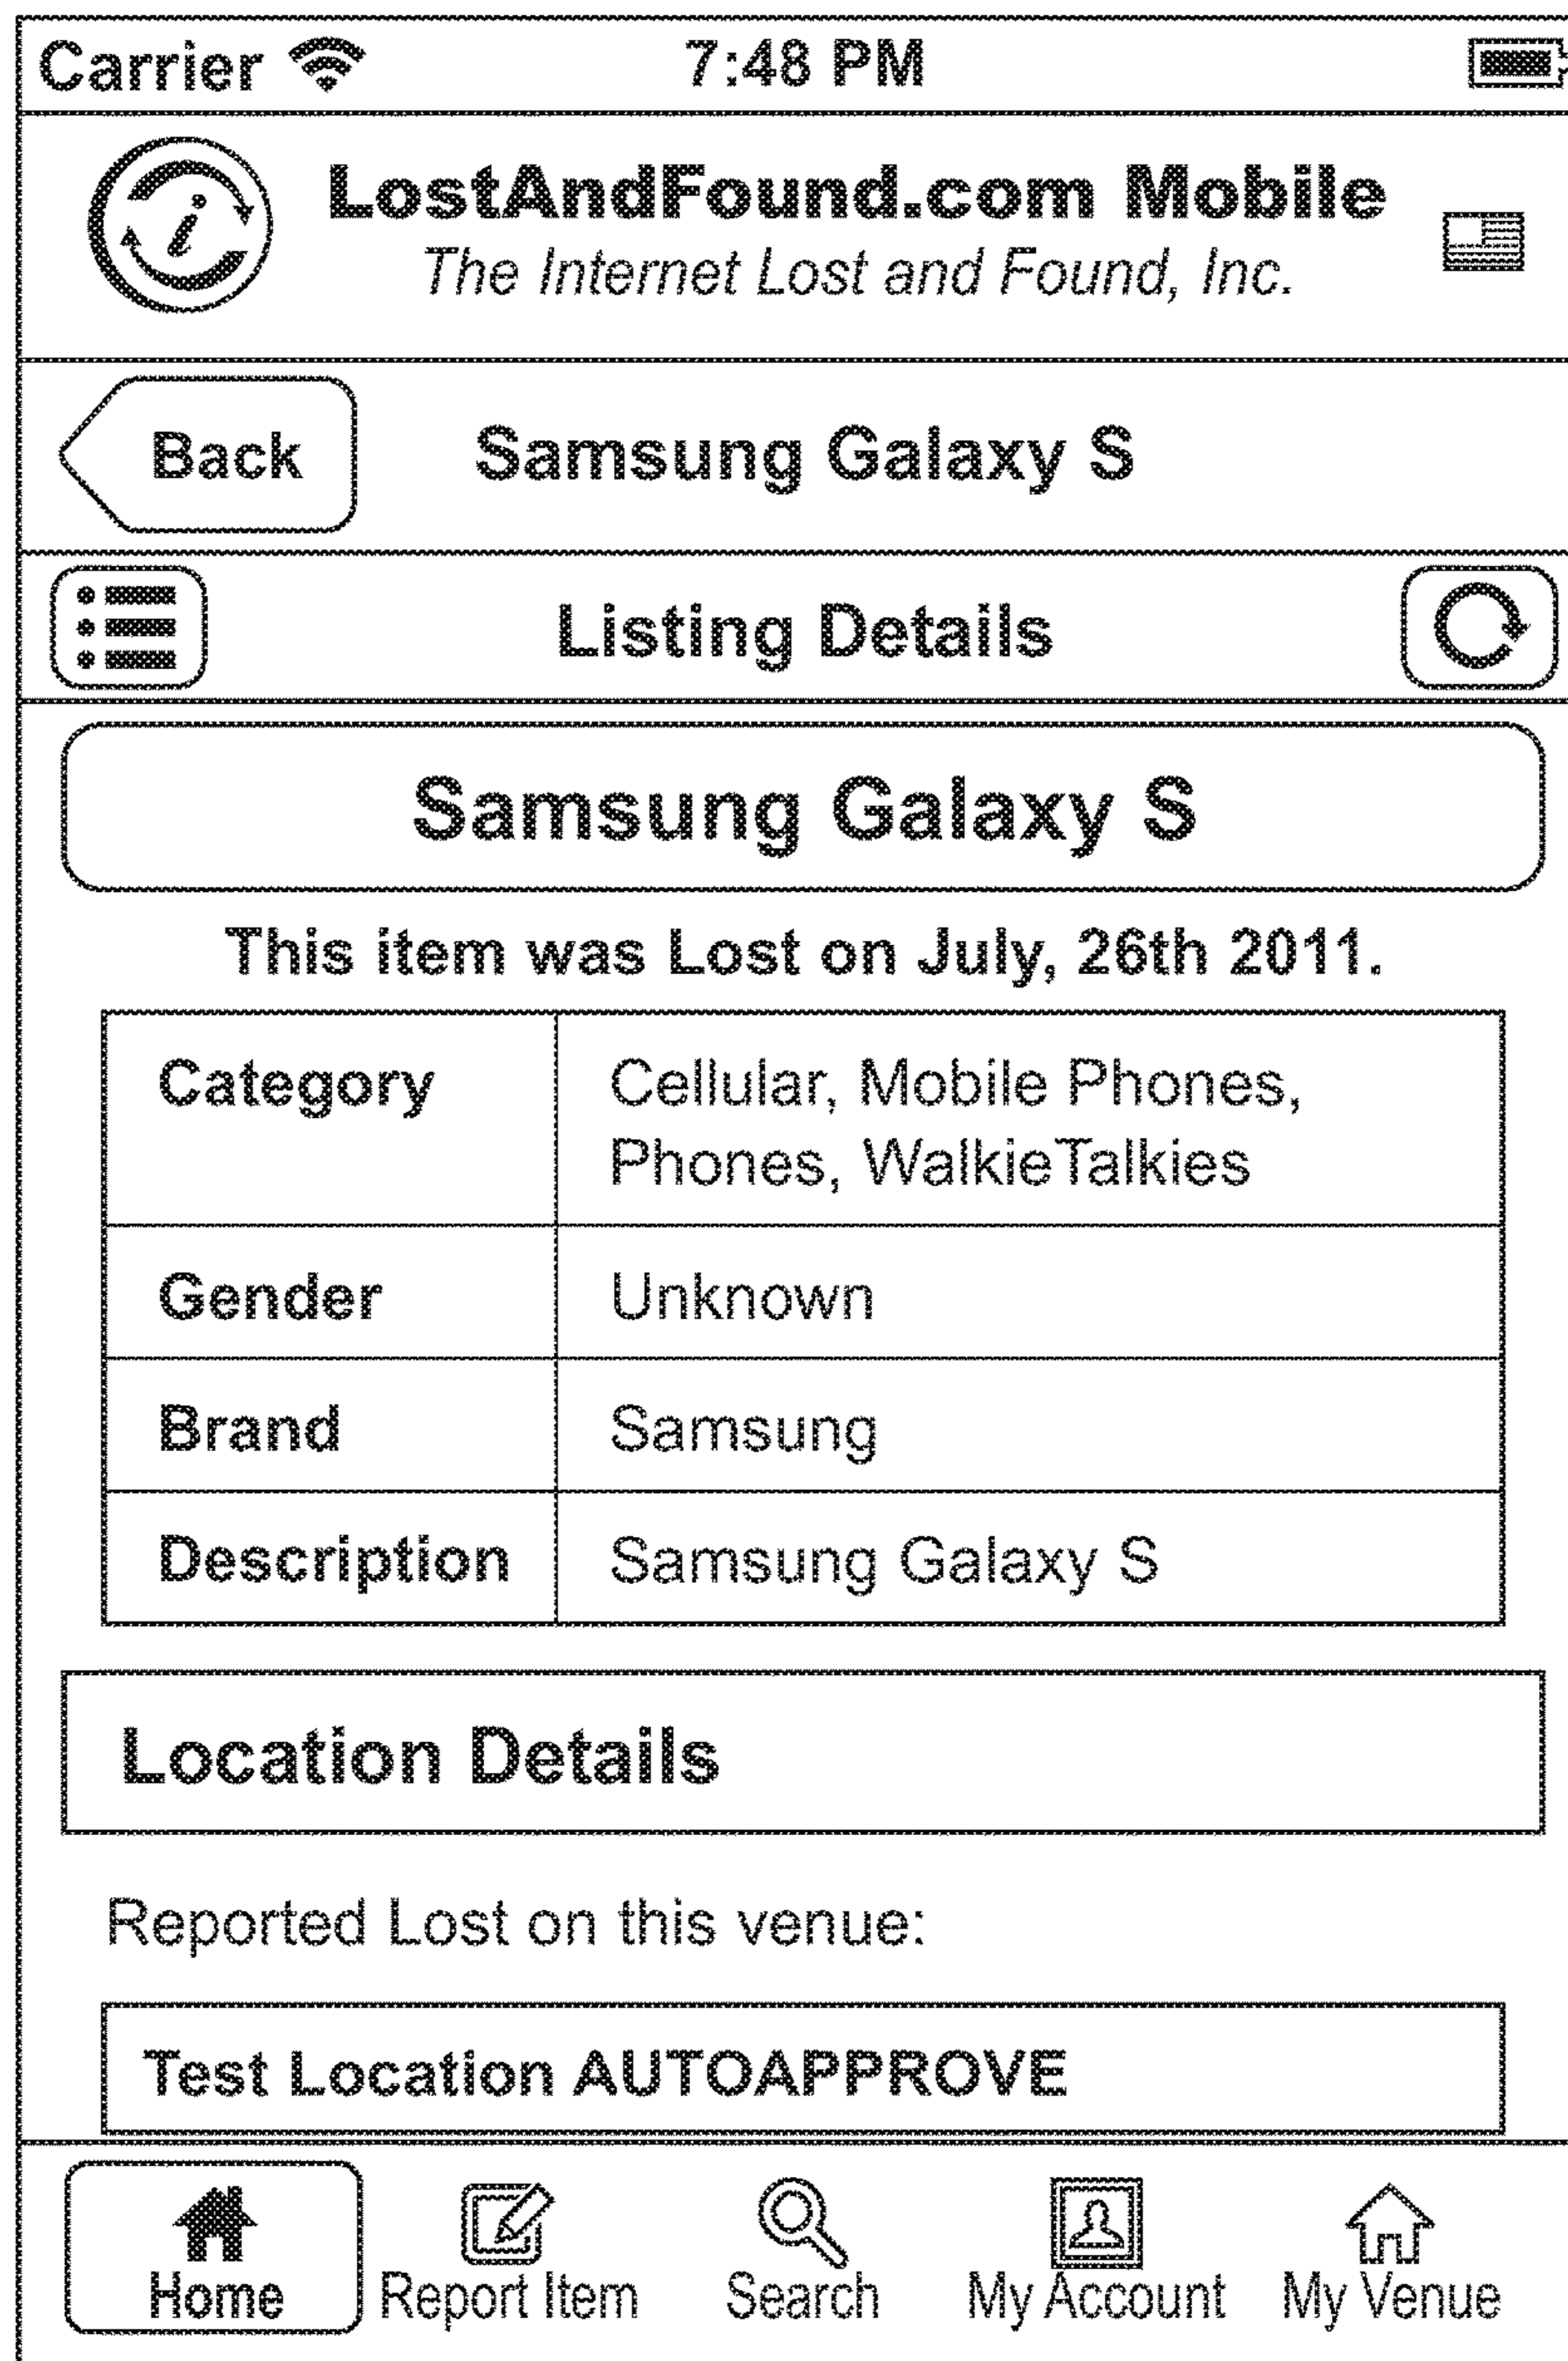 Carrier 7:48 PM
LostAndFound.com Mobile
The Internet Lost and Found, Inc.
Back Samsung Galaxy S
Listing Details
Samsung Galaxy S
This item was Lost on July, 26th 2011.
Category Cellular, Mobile Phones,
Phones, WalkieTalkies
Gender Unknown
Brand Samsung
Description Samsung Galaxy S
Location Details
Reported Lost on this venue:
Test Location AUTOAPPROVE
Home Report Item Search My Account My Venue